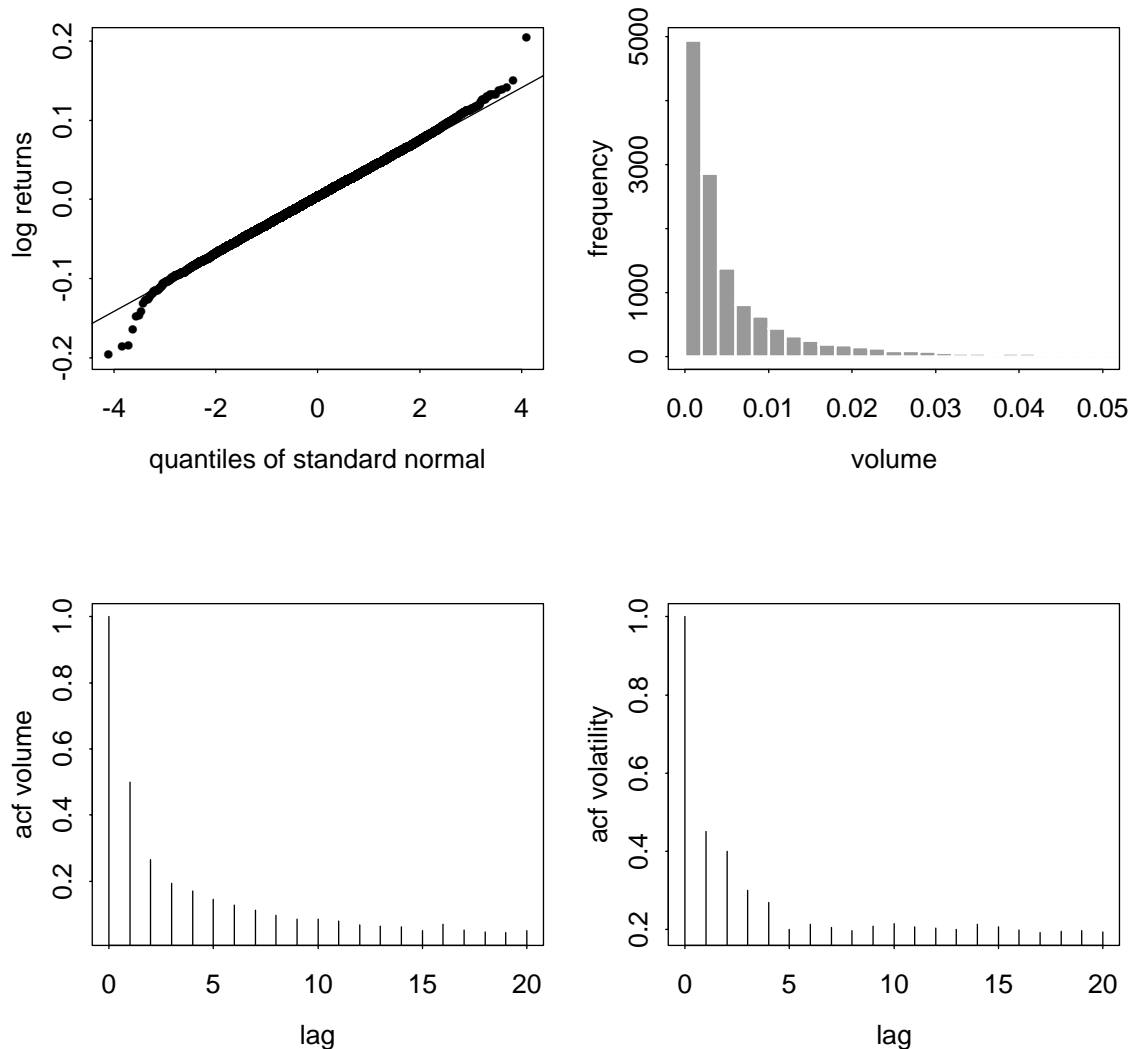 log returns
0.2
0.1
0.0
-0.1
-0.2
-4 -2 0 2 4
quantiles of standard normal
frequency
5000
3000
1000
0
0.0 0.01 0.02 0.03 0.04 0.05
volume
acf volume
1.0
0.8
0.6
0.4
0.2
0 5 10 15 20
lag
acf volatility
1.0
0.8
0.6
0.4
0.2
0 5 10 15 20
lag